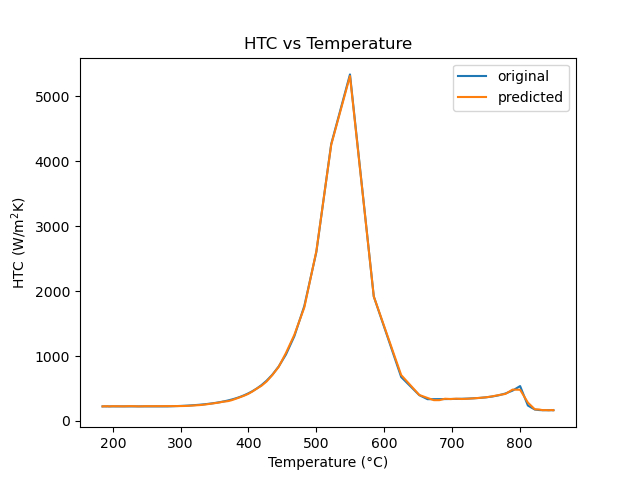 HTC vs Temperature
original
predicted
HTC (W/m²K)
5000
4000
3000
2000
1000
0
200 300 400 500 600 700 800
Temperature (°C)